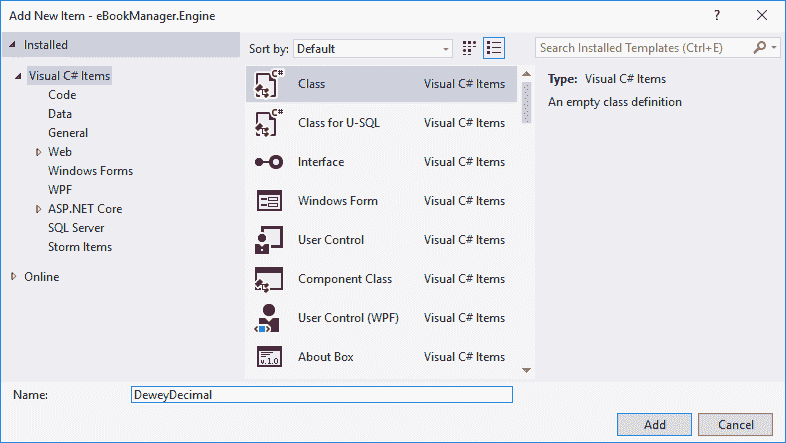 Add New Item - eBookManager.Engine
Installed
Visual C# Items
Code
Data
General
Web
Windows Forms
WPF
ASP.NET Core
SQL Server
Storm Items
Online
Sort by: Default
Class Visual C# Items
Class for U-SQL Visual C# Items
Interface Visual C# Items
Windows Form Visual C# Items
User Control Visual C# Items
Component Class Visual C# Items
User Control (WPF) Visual C# Items
About Box Visual C# Items
Search Installed Templates (Ctrl+E)
Type: Visual C# Items
An empty class definition
Name: DeweyDecimal
Add Cancel